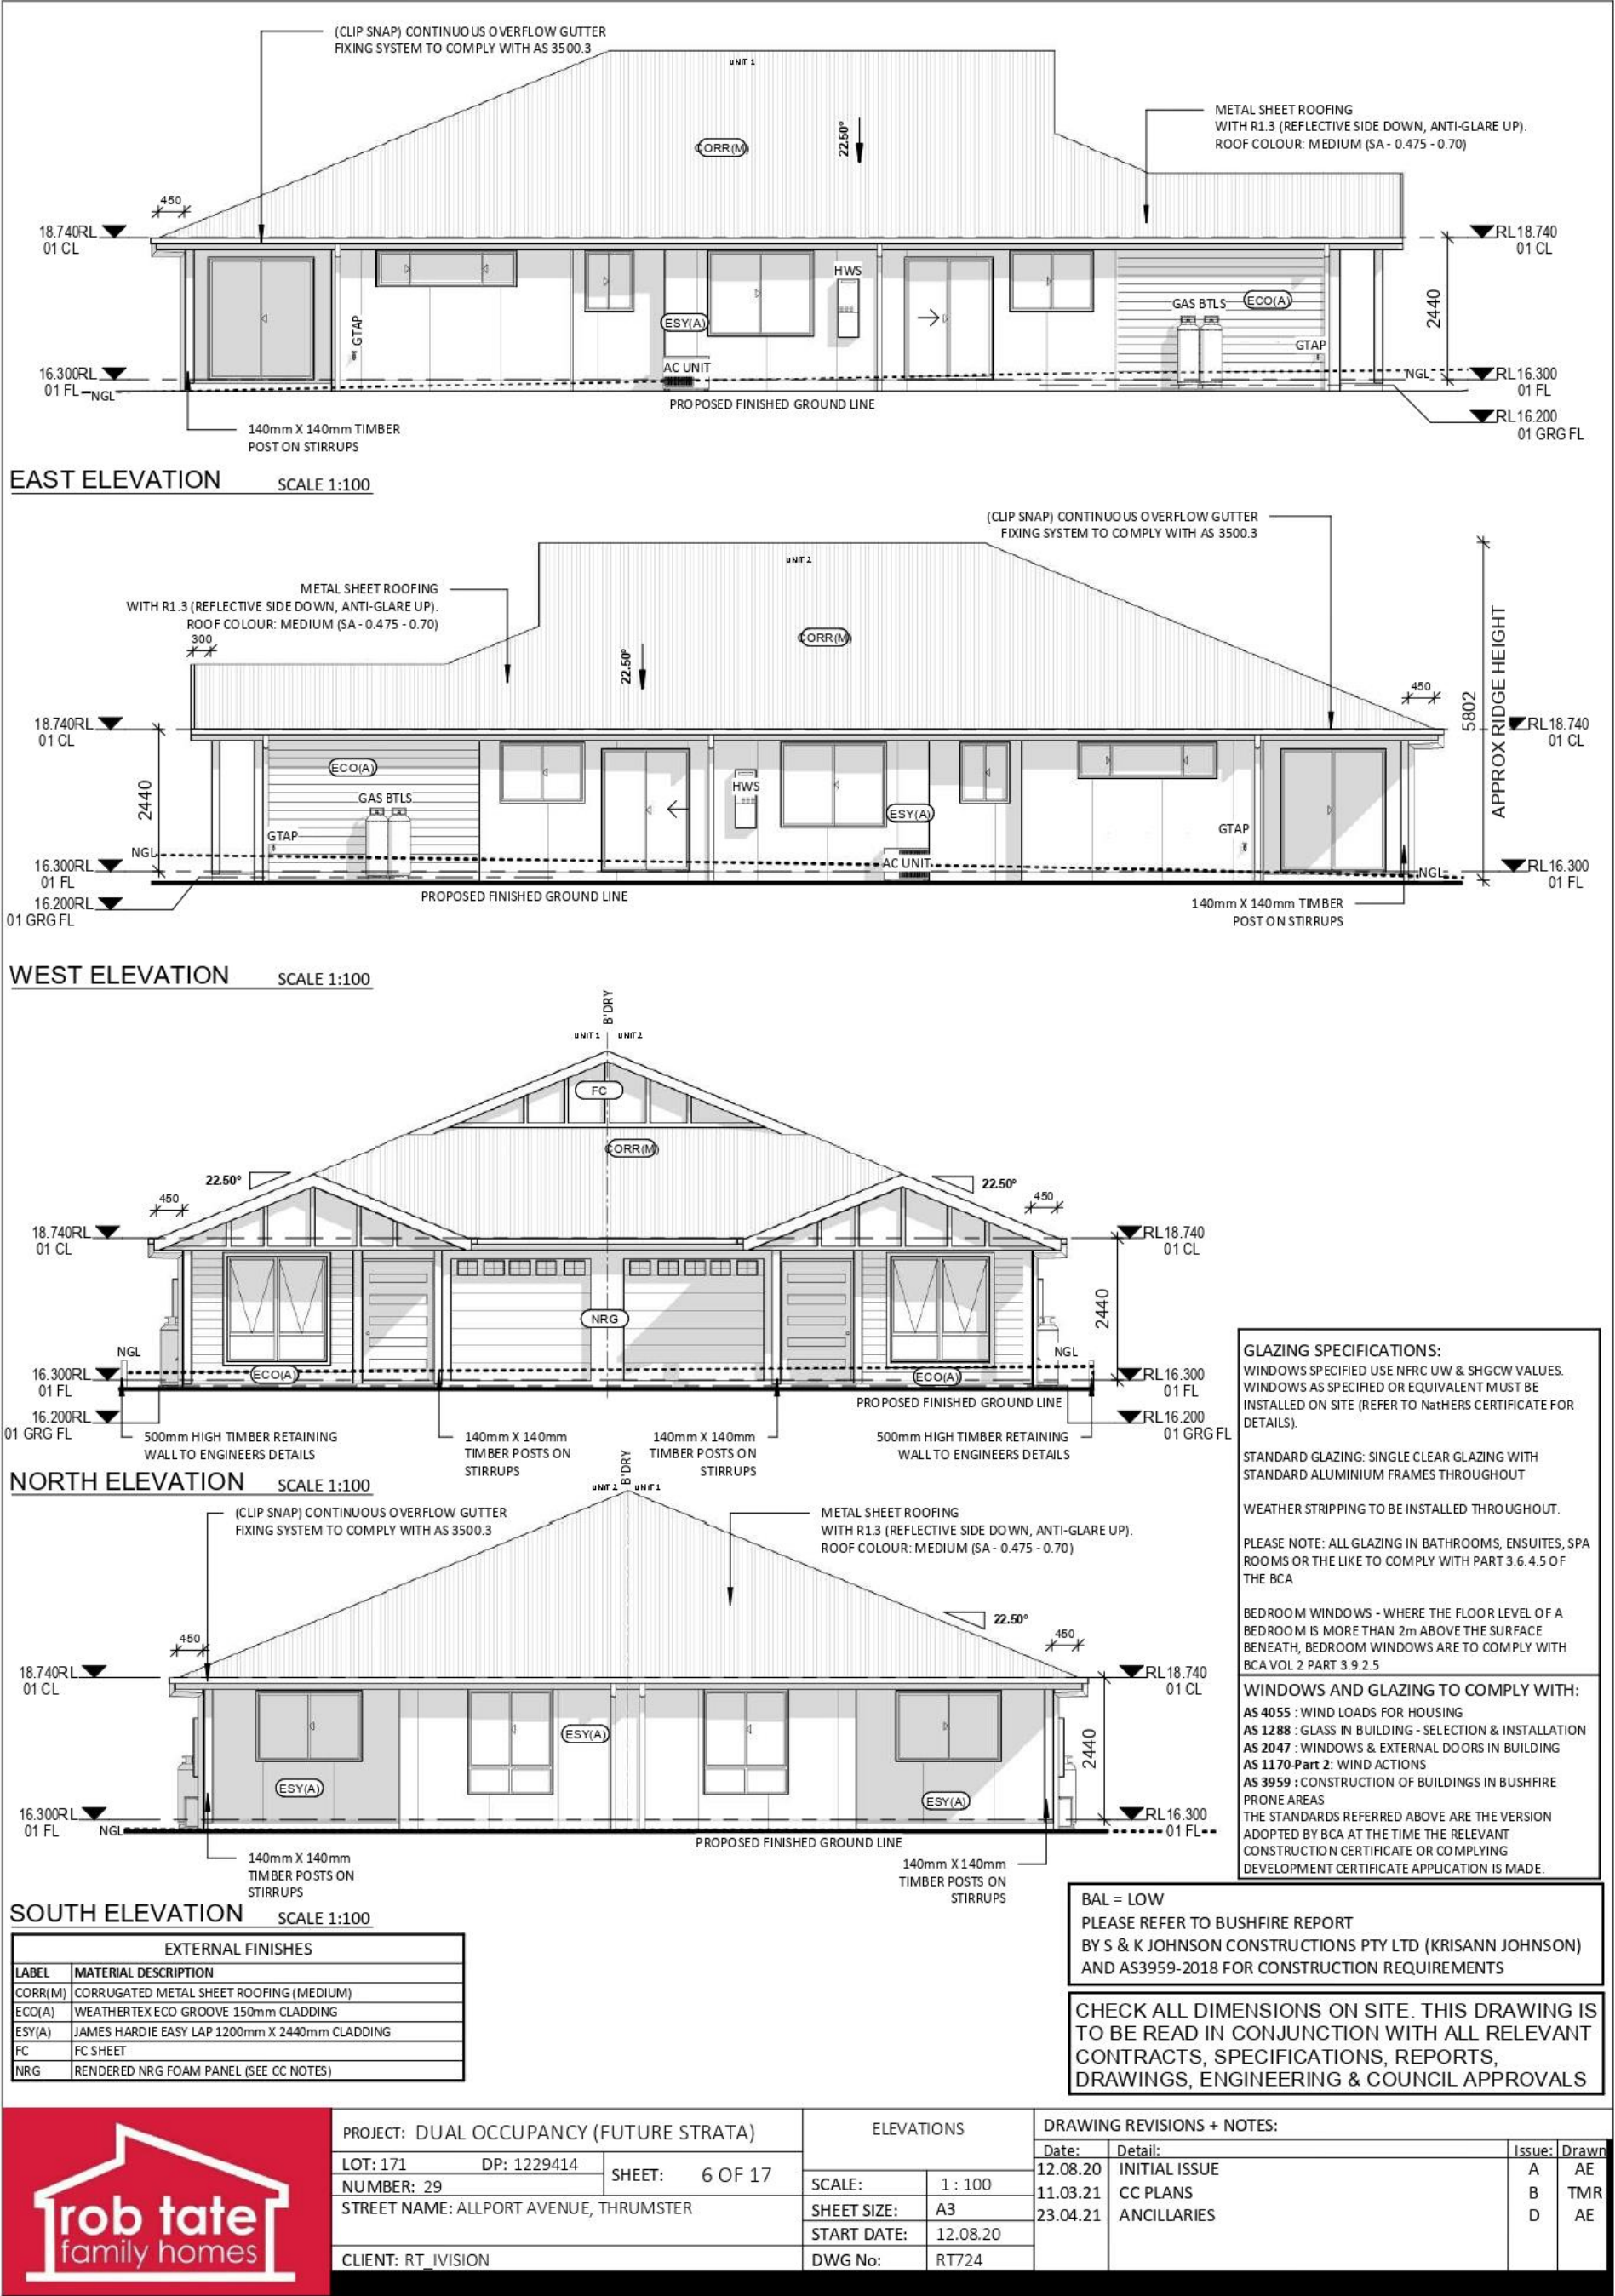 (CLIP SNAP) CONTINUOUS OVERFLOW GUTTER
FIXING SYSTEM TO COMPLY WITH AS 3500.3
UNIT 1
METAL SHEET ROOFING
WITH R1.3 (REFLECTIVE SIDE DOWN, ANTI-GLARE UP).
ROOF COLOUR: MEDIUM (SA - 0.475 - 0.70)
CORR(M)
22.50°
450
18.740RL
01 CL
RL18.740
01 CL
HWS
GTAP
ESY(A)
GAS BTLS
ECO(A)
2440
AC UNIT
GTAP
16.300RL
01 FL
NGL
NGL
RL16.300
01 FL
PROPOSED FINISHED GROUND LINE
RL16.200
01 GRG FL
140mm X 140mm TIMBER
POST ON STIRRUPS
EAST ELEVATION SCALE 1:100
(CLIP SNAP) CONTINUOUS OVERFLOW GUTTER
FIXING SYSTEM TO COMPLY WITH AS 3500.3
UNIT 2
METAL SHEET ROOFING
WITH R1.3 (REFLECTIVE SIDE DOWN, ANTI-GLARE UP).
ROOF COLOUR: MEDIUM (SA - 0.475 - 0.70)
300
CORR(M)
22.50°
450
5802
APPROX RIDGE HEIGHT
18.740RL
01 CL
RL18.740
01 CL
ECO(A)
2440
GAS BTLS
HWS
ESY(A)
GTAP
GTAP
NGL
AC UNIT
16.300RL
01 FL
NGL
RL16.300
01 FL
16.200RL
01 GRG FL
PROPOSED FINISHED GROUND LINE
140mm X 140mm TIMBER
POST ON STIRRUPS
WEST ELEVATION SCALE 1:100
B'DRY
UNIT 1 UNIT 2
FC
CORR(M)
22.50°
22.50°
450
450
18.740RL
01 CL
RL18.740
01 CL
NRG
2440
NGL
NGL
16.300RL
01 FL
ECO(A)
ECO(A)
RL16.300
01 FL
PROPOSED FINISHED GROUND LINE
16.200RL
01 GRG FL
RL16.200
01 GRG FL
500mm HIGH TIMBER RETAINING
WALL TO ENGINEERS DETAILS
140mm X 140mm
TIMBER POSTS ON
STIRRUPS
140mm X 140mm
TIMBER POSTS ON
STIRRUPS
500mm HIGH TIMBER RETAINING
WALL TO ENGINEERS DETAILS
NORTH ELEVATION SCALE 1:100
B'DRY
UNIT 2 UNIT 1
(CLIP SNAP) CONTINUOUS OVERFLOW GUTTER
FIXING SYSTEM TO COMPLY WITH AS 3500.3
METAL SHEET ROOFING
WITH R1.3 (REFLECTIVE SIDE DOWN, ANTI-GLARE UP).
ROOF COLOUR: MEDIUM (SA - 0.475 - 0.70)
22.50°
450
450
18.740RL
01 CL
RL18.740
01 CL
ESY(A)
2440
ESY(A)
ESY(A)
16.300RL
01 FL
NGL
RL16.300
01 FL
PROPOSED FINISHED GROUND LINE
140mm X 140mm
TIMBER POSTS ON
STIRRUPS
140mm X 140mm
TIMBER POSTS ON
STIRRUPS
SOUTH ELEVATION SCALE 1:100
GLAZING SPECIFICATIONS:
WINDOWS SPECIFIED USE NFRC UW & SHGCW VALUES.
WINDOWS AS SPECIFIED OR EQUIVALENT MUST BE
INSTALLED ON SITE (REFER TO NatHERS CERTIFICATE FOR
DETAILS).
STANDARD GLAZING: SINGLE CLEAR GLAZING WITH
STANDARD ALUMINIUM FRAMES THROUGHOUT
WEATHER STRIPPING TO BE INSTALLED THROUGHOUT.
PLEASE NOTE: ALL GLAZING IN BATHROOMS, ENSUITES, SPA
ROOMS OR THE LIKE TO COMPLY WITH PART 3.6.4.5 OF
THE BCA
BEDROOM WINDOWS - WHERE THE FLOOR LEVEL OF A
BEDROOM IS MORE THAN 2m ABOVE THE SURFACE
BENEATH, BEDROOM WINDOWS ARE TO COMPLY WITH
BCA VOL 2 PART 3.9.2.5
WINDOWS AND GLAZING TO COMPLY WITH:
AS 4055 : WIND LOADS FOR HOUSING
AS 1288 : GLASS IN BUILDING - SELECTION & INSTALLATION
AS 2047 : WINDOWS & EXTERNAL DOORS IN BUILDING
AS 1170-Part 2: WIND ACTIONS
AS 3959 : CONSTRUCTION OF BUILDINGS IN BUSHFIRE
PRONE AREAS
THE STANDARDS REFERRED ABOVE ARE THE VERSION
ADOPTED BY BCA AT THE TIME THE RELEVANT
CONSTRUCTION CERTIFICATE OR COMPLYING
DEVELOPMENT CERTIFICATE APPLICATION IS MADE.
BAL = LOW
PLEASE REFER TO BUSHFIRE REPORT
BY S & K JOHNSON CONSTRUCTIONS PTY LTD (KRISANN JOHNSON)
AND AS3959-2018 FOR CONSTRUCTION REQUIREMENTS
CHECK ALL DIMENSIONS ON SITE. THIS DRAWING IS
TO BE READ IN CONJUNCTION WITH ALL RELEVANT
CONTRACTS, SPECIFICATIONS, REPORTS,
DRAWINGS, ENGINEERING & COUNCIL APPROVALS
EXTERNAL FINISHES
LABEL MATERIAL DESCRIPTION
CORR(M) CORRUGATED METAL SHEET ROOFING (MEDIUM)
ECO(A) WEATHERTEX ECO GROOVE 150mm CLADDING
ESY(A) JAMES HARDIE EASY LAP 1200mm X 2440mm CLADDING
FC FC SHEET
NRG RENDERED NRG FOAM PANEL (SEE CC NOTES)
rob tate
family homes
PROJECT: DUAL OCCUPANCY (FUTURE STRATA)
LOT: 171 DP: 1229414
NUMBER: 29
SHEET: 6 OF 17
STREET NAME: ALLPORT AVENUE, THRUMSTER
CLIENT: RT_IVISION
ELEVATIONS
SCALE: 1 : 100
SHEET SIZE: A3
START DATE: 12.08.20
DWG No: RT724
DRAWING REVISIONS + NOTES:
Date: Detail: Issue: Drawn
12.08.20 INITIAL ISSUE A AE
11.03.21 CC PLANS B TMR
23.04.21 ANCILLARIES D AE